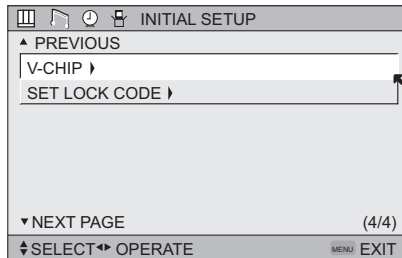 INITIAL SETUP
PREVIOUS
V-CHIP
SET LOCK CODE
NEXT PAGE (4/4)
SELECT OPERATE MENU EXIT